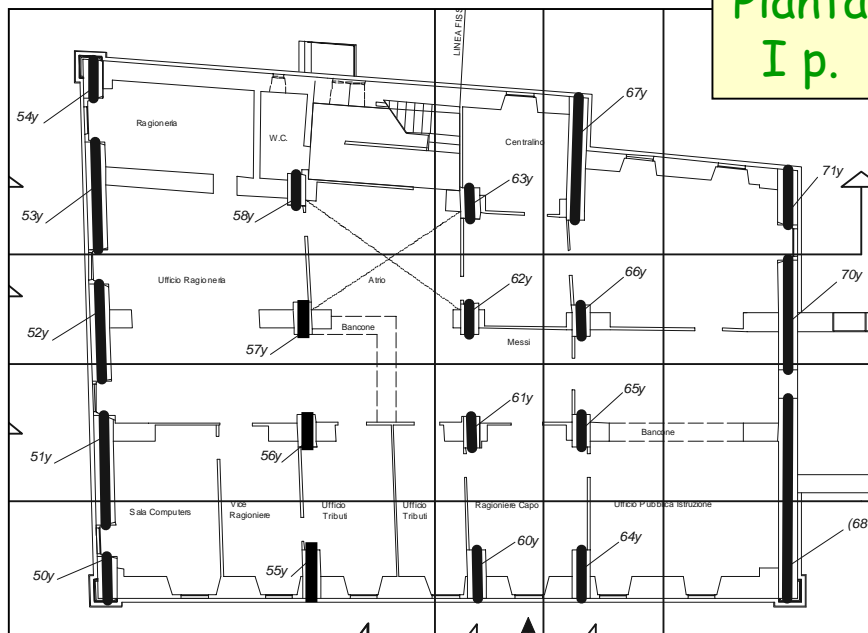 Pianta
I p.
LINEA FISS
54y
67y
Ragioneria
W.C.
Centralino
63y
71y
53y
58y
Ufficio Ragioneria
Atrio
62y
66y
70y
52y
57y
Bancone
Messi
61y
65y
51y
56y
Bancone
Sala Computers
Vice
Ragioniere
Ufficio
Tributi
Ufficio
Tributi
Ragioniere Capo
Ufficio Pubblica Istruzione
50y
55y
60y
64y
(68